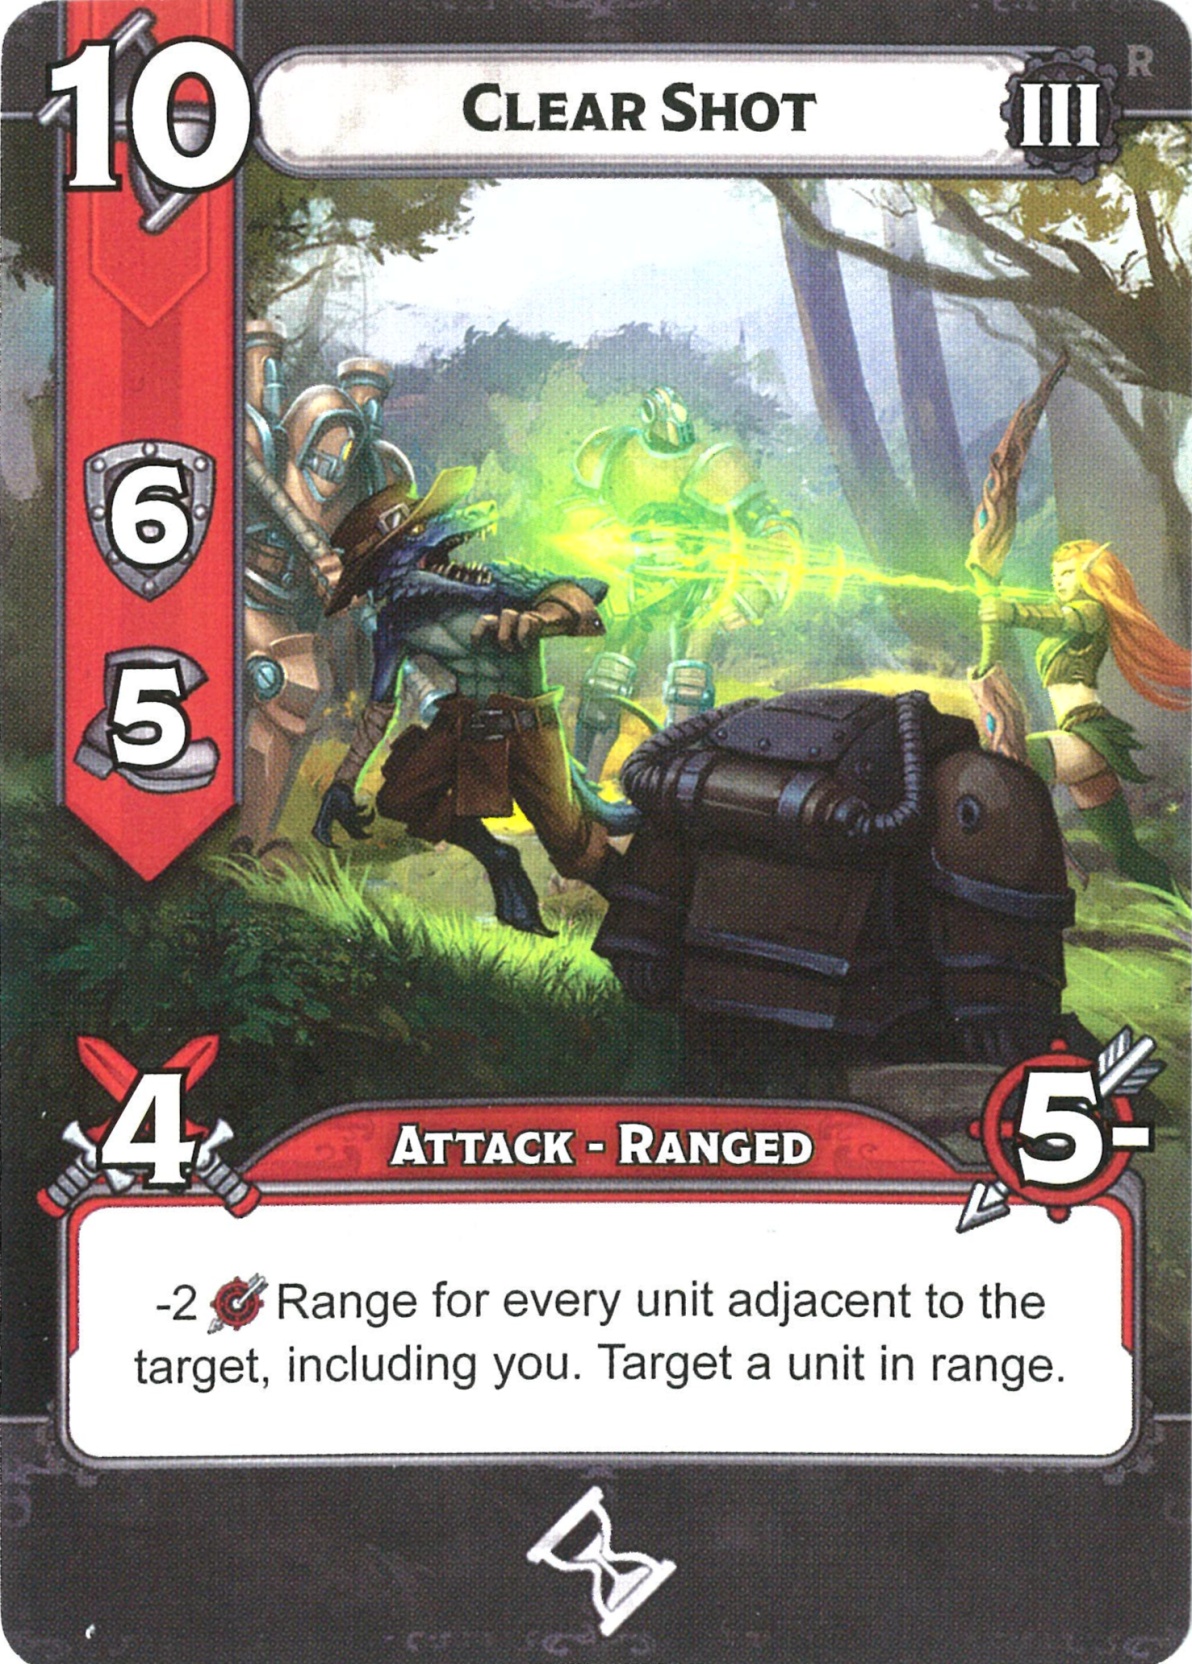 10
CLEAR SHOT
III
R
6
5
4
ATTACK - RANGED
5-
-2 Range for every unit adjacent to the
target, including you. Target a unit in range.